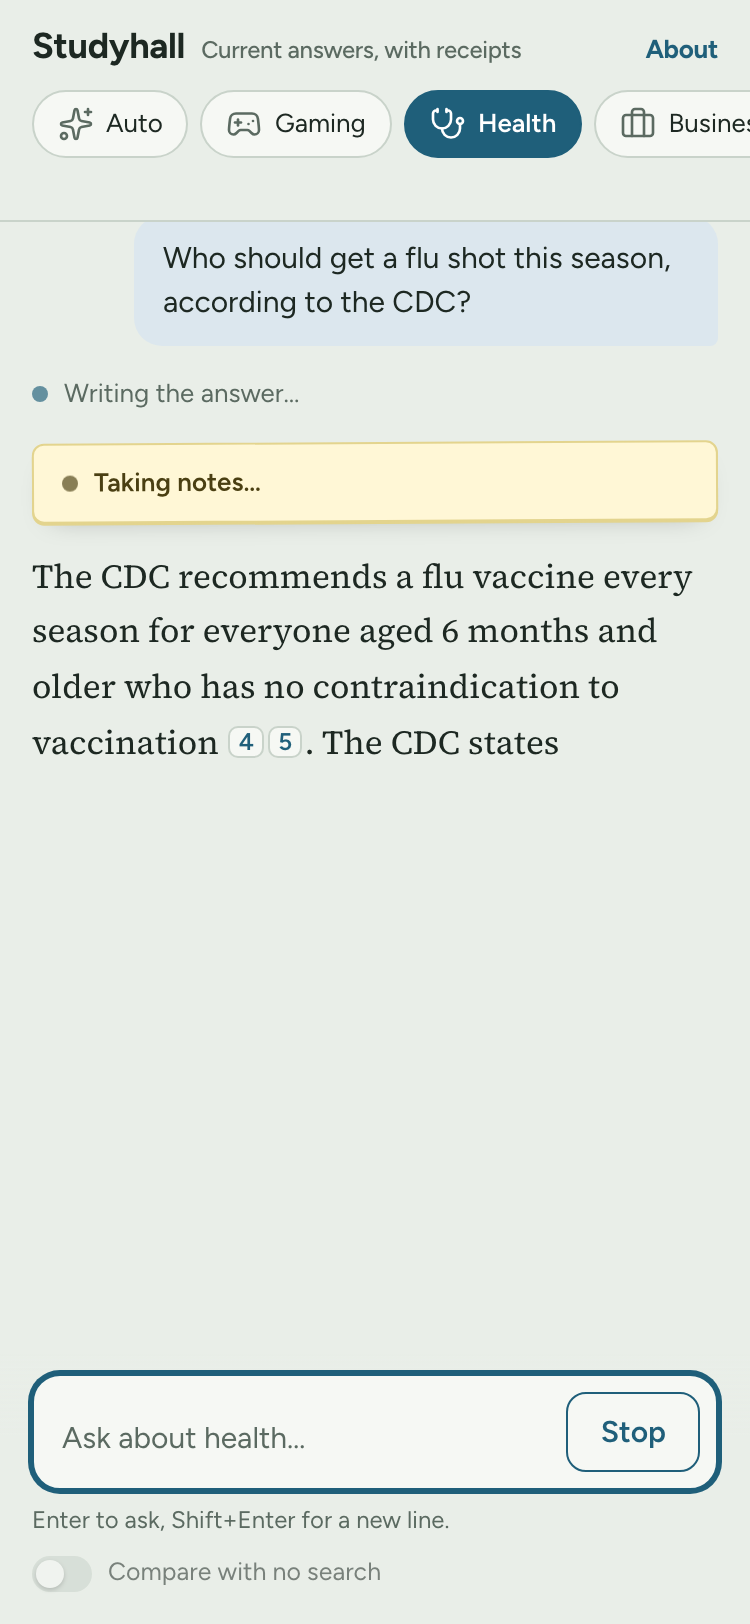 Studyhall Current answers, with receipts About
Auto Gaming Health
Who should get a flu shot this season,
according to the CDC?
Writing the answer...
Taking notes...
The CDC recommends a flu vaccine every
season for everyone aged 6 months and
older who has no contraindication to
vaccination 4 5. The CDC states
Ask about health... Stop
Enter to ask, Shift+Enter for a new line.
Compare with no search